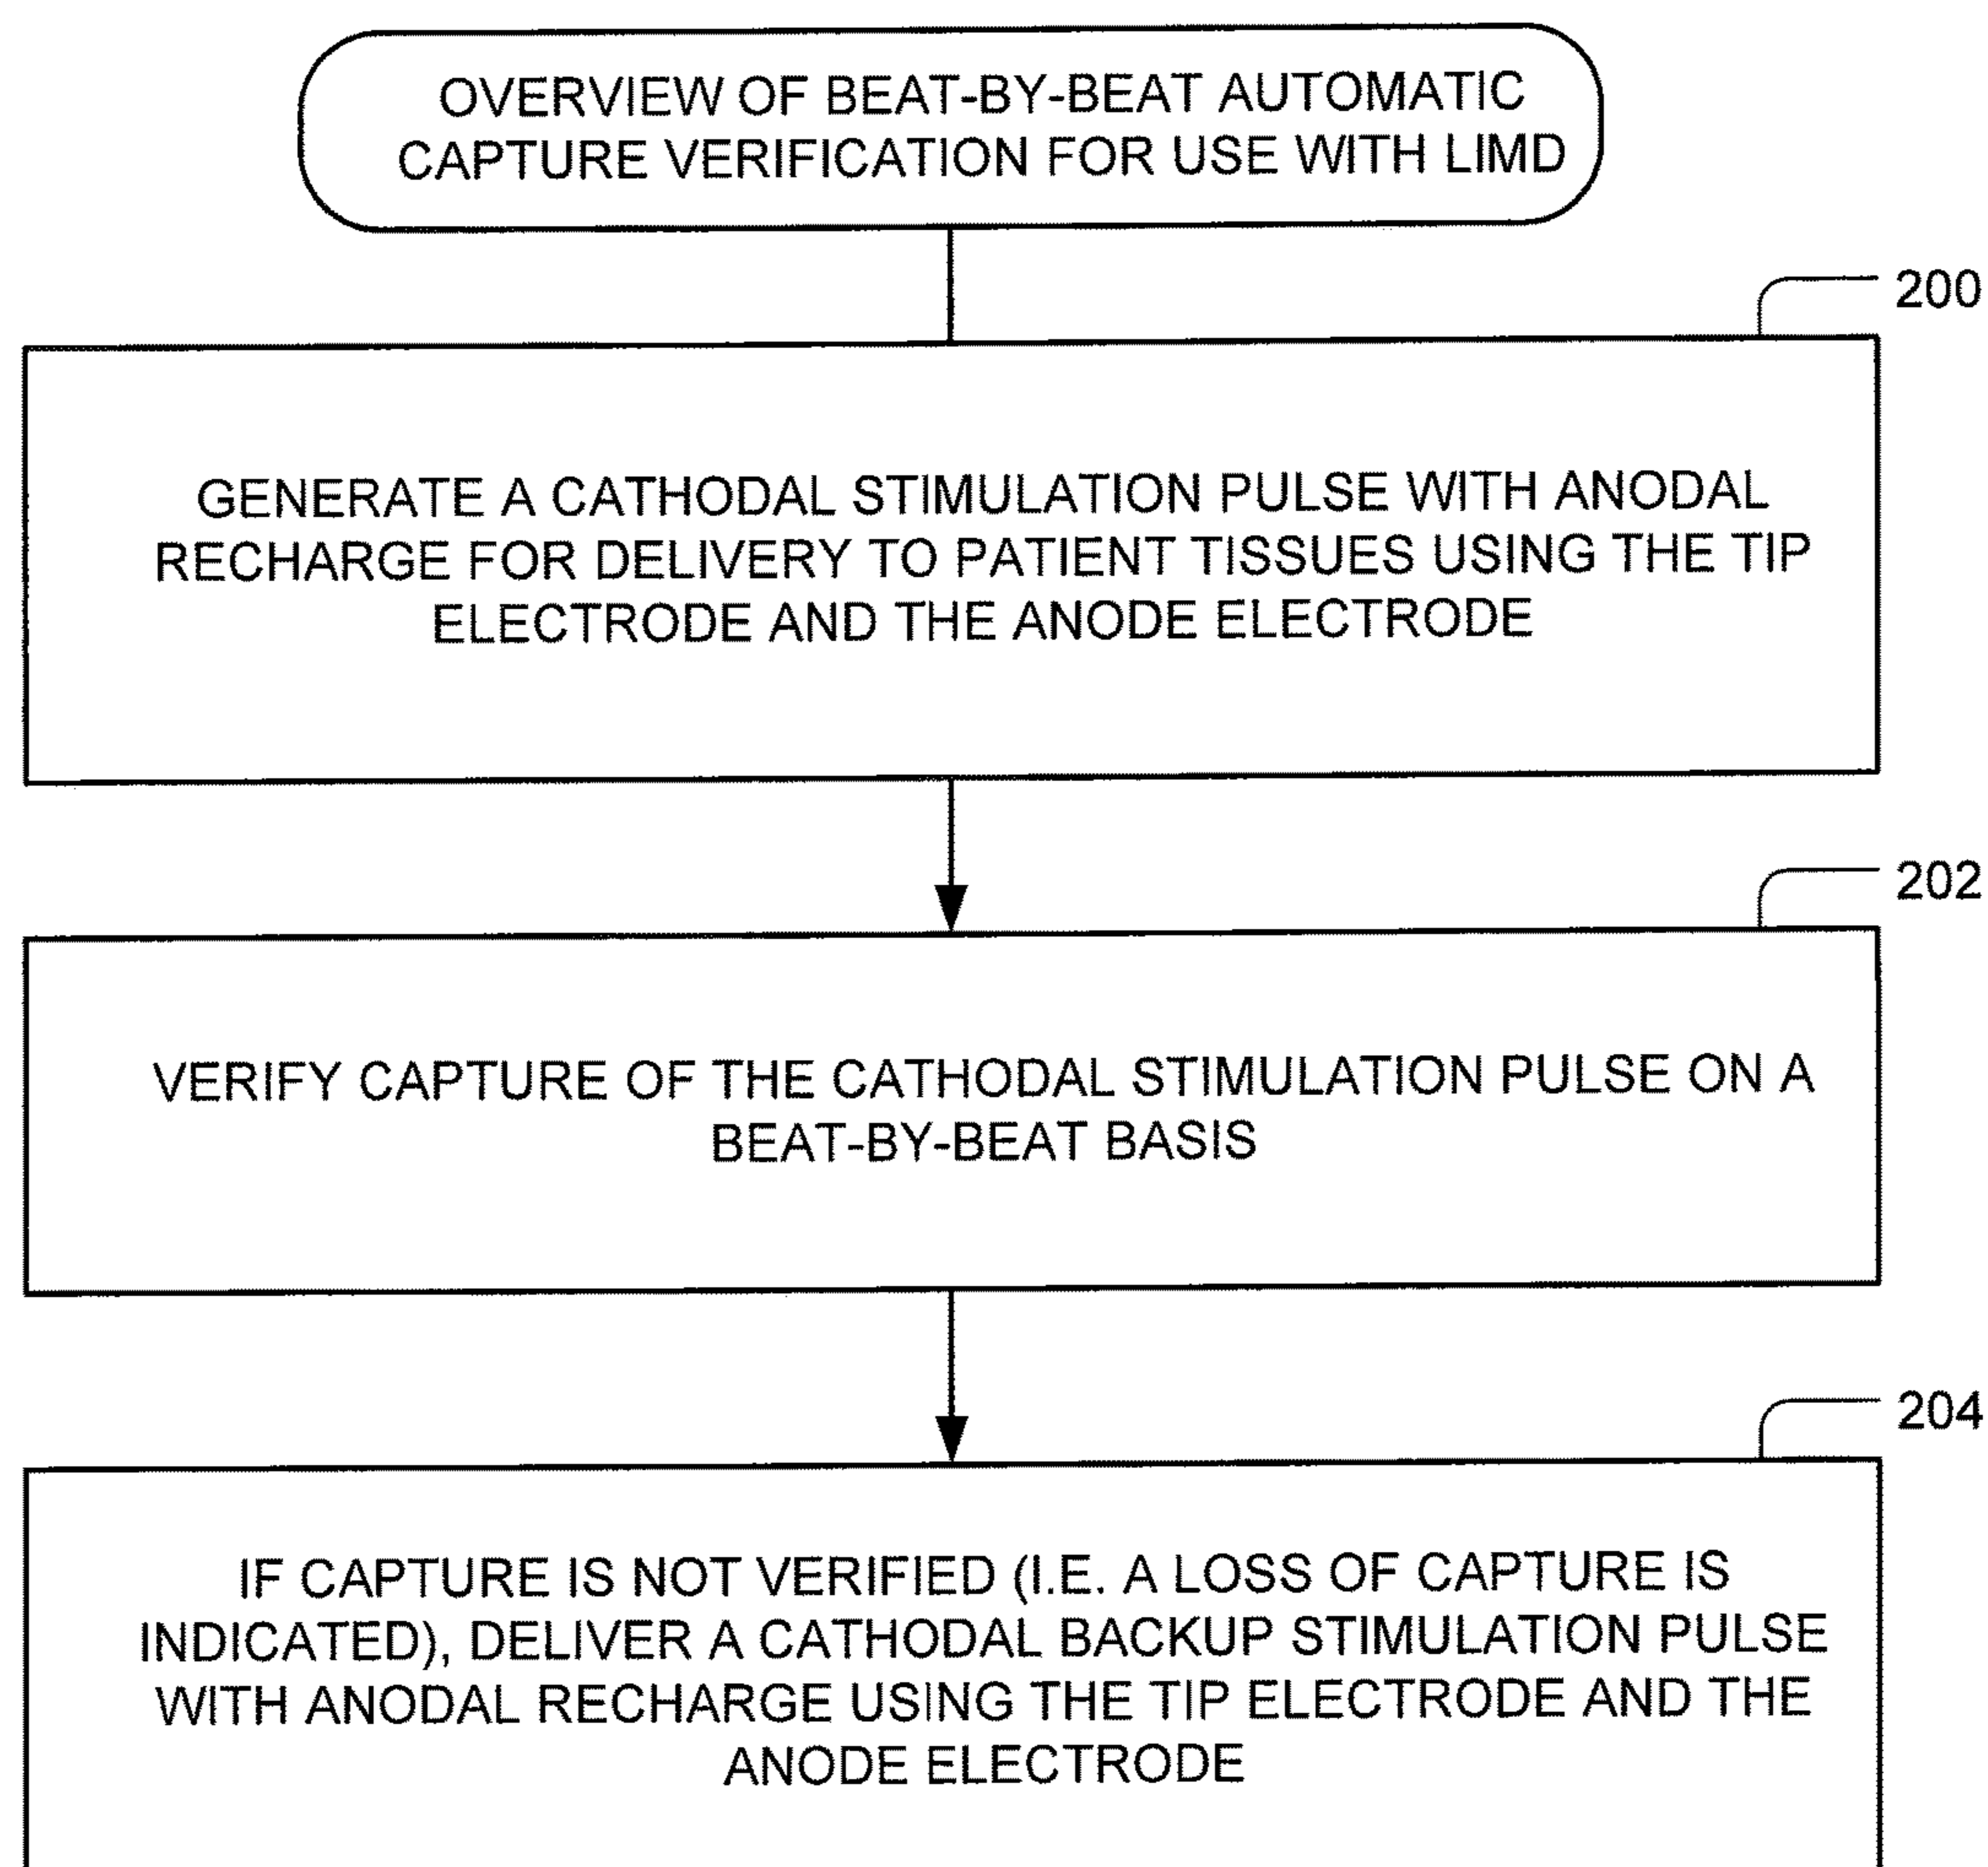 OVERVIEW OF BEAT-BY-BEAT AUTOMATIC
CAPTURE VERIFICATION FOR USE WITH LIMD
200
GENERATE A CATHODAL STIMULATION PULSE WITH ANODAL
RECHARGE FOR DELIVERY TO PATIENT TISSUES USING THE TIP
ELECTRODE AND THE ANODE ELECTRODE
202
VERIFY CAPTURE OF THE CATHODAL STIMULATION PULSE ON A
BEAT-BY-BEAT BASIS
204
IF CAPTURE IS NOT VERIFIED (I.E. A LOSS OF CAPTURE IS
INDICATED), DELIVER A CATHODAL BACKUP STIMULATION PULSE
WITH ANODAL RECHARGE USING THE TIP ELECTRODE AND THE
ANODE ELECTRODE